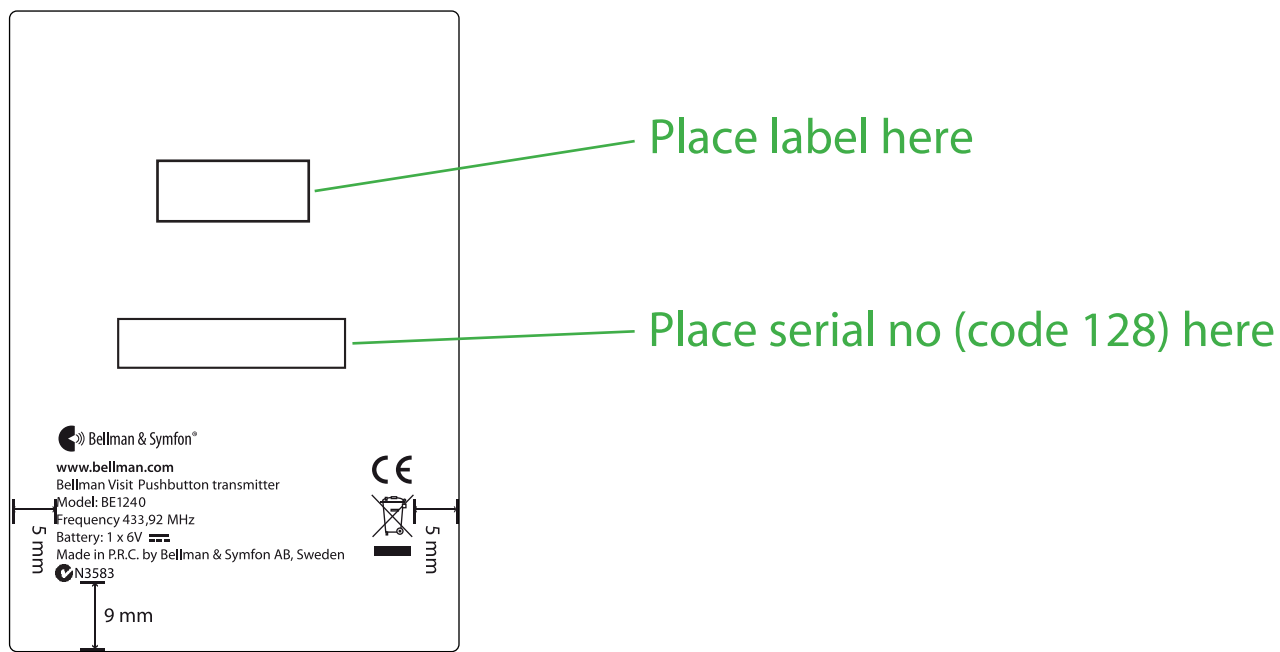 Place label here
Place serial no (code 128) here
Bellman & Symfon®
www.bellman.com
Bellman Visit Pushbutton transmitter
Model: BE1240
Frequency 433,92 MHz
Battery: 1 x 6V
Made in P.R.C. by Bellman & Symfon AB, Sweden
N3583
CE
5 mm
5 mm
9 mm